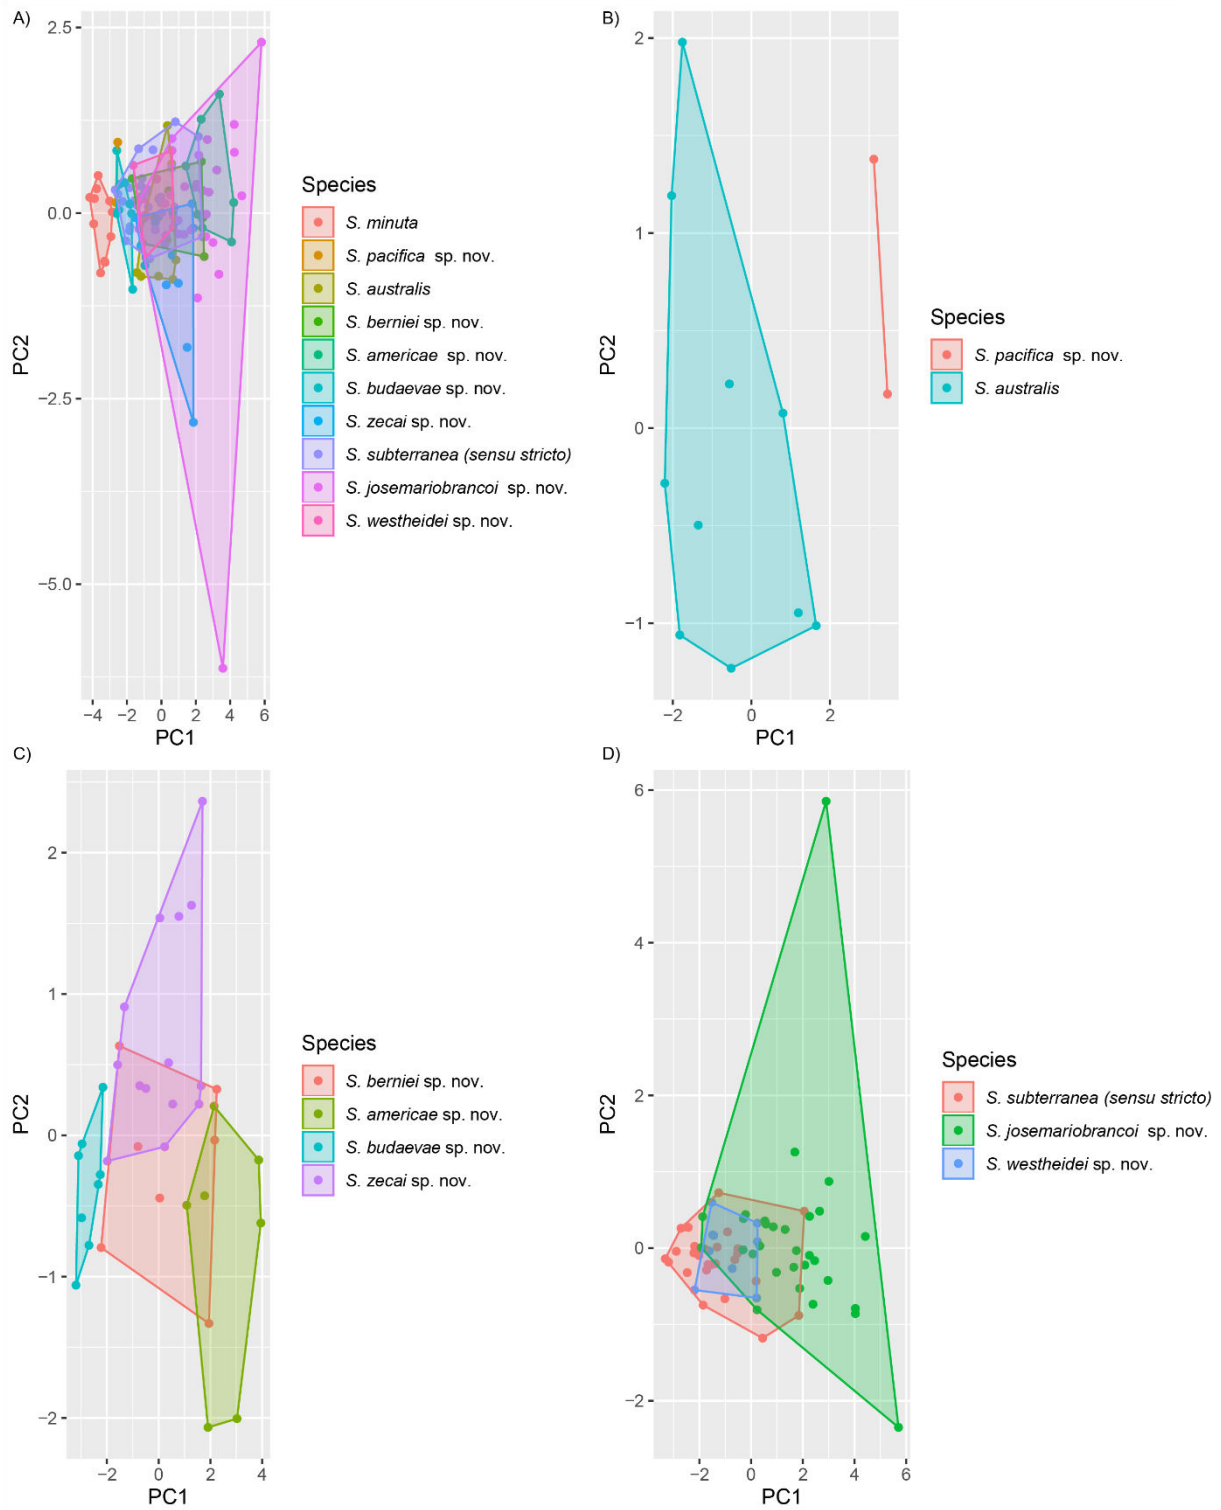 A)
2.5
0.0
−2.5
−5.0
PC2
−4 −2 0 2 4 6
PC1
Species
S. minuta
S. pacifica sp. nov.
S. australis
S. berniei sp. nov.
S. americae sp. nov.
S. budaevae sp. nov.
S. zecai sp. nov.
S. subterranea (sensu stricto)
S. josemariobrancoi sp. nov.
S. westheidei sp. nov.
B)
2
1
0
−1
PC2
−2 0 2
PC1
Species
S. pacifica sp. nov.
S. australis
C)
2
1
0
−1
−2
PC2
−2 0 2 4
PC1
Species
S. berniei sp. nov.
S. americae sp. nov.
S. budaevae sp. nov.
S. zecai sp. nov.
D)
6
4
2
0
−2
PC2
−2 0 2 4 6
PC1
Species
S. subterranea (sensu stricto)
S. josemariobrancoi sp. nov.
S. westheidei sp. nov.